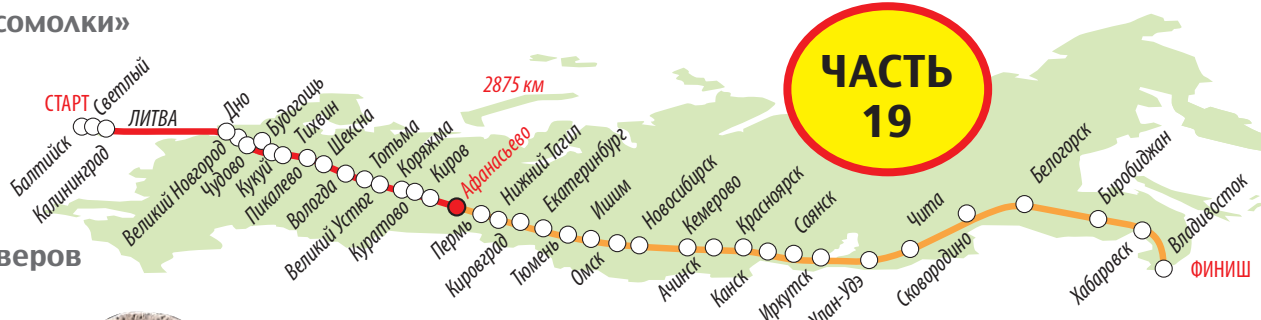 сомолки»
ЧАСТЬ
19
2875 км
СТАРТ
Светлый
ЛИТВА
Дно
Будогощь
Тихвин
Шексна
Тотьма
Коряжма
Киров
Афанасьево
Нижний Тагил
Екатеринбург
Ишим
Новосибирск
Кемерово
Красноярск
Саянск
Чита
Белогорск
Биробиджан
Владивосток
Балтийск
Калининград
Великий Новгород
Чудово
Кукуй
Пикалево
Вологда
Великий Устюг
Куратово
Пермь
Кировград
Тюмень
Омск
Ачинск
Канск
Иркутск
Улан-Удэ
Сковородино
Хабаровск
ФИНИШ
веров